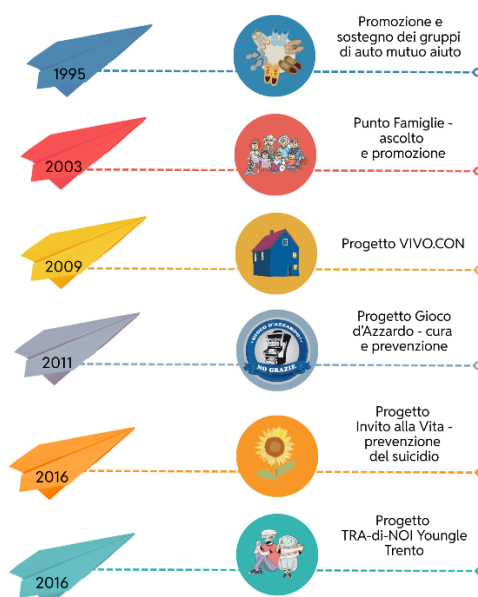 Promozione e
sostegno dei gruppi
di auto mutuo aiuto
1995
Punto Famiglie -
ascolto
e promozione
2003
Progetto VIVO.CON
2009
Progetto Gioco
d'Azzardo - cura
e prevenzione
GIOCO D'AZZARDO?
NO GRAZIE
2011
Progetto
Invito alla Vita -
prevenzione
del suicidio
2016
Progetto
TRA-di-NOI Youngle
Trento
2016